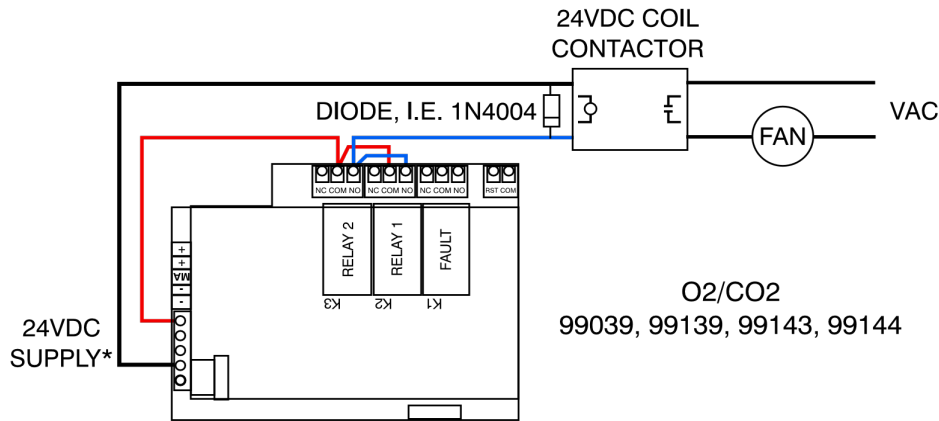 24VDC COIL
CONTACTOR
DIODE, I.E. 1N4004
VAC
FAN
NC COM NO NC COM NO NC COM NO RST COM
RELAY 2
RELAY 1
FAULT
K3
K2
K1
+
+
MA
-
-
24VDC
SUPPLY*
O2/CO2
99039, 99139, 99143, 99144